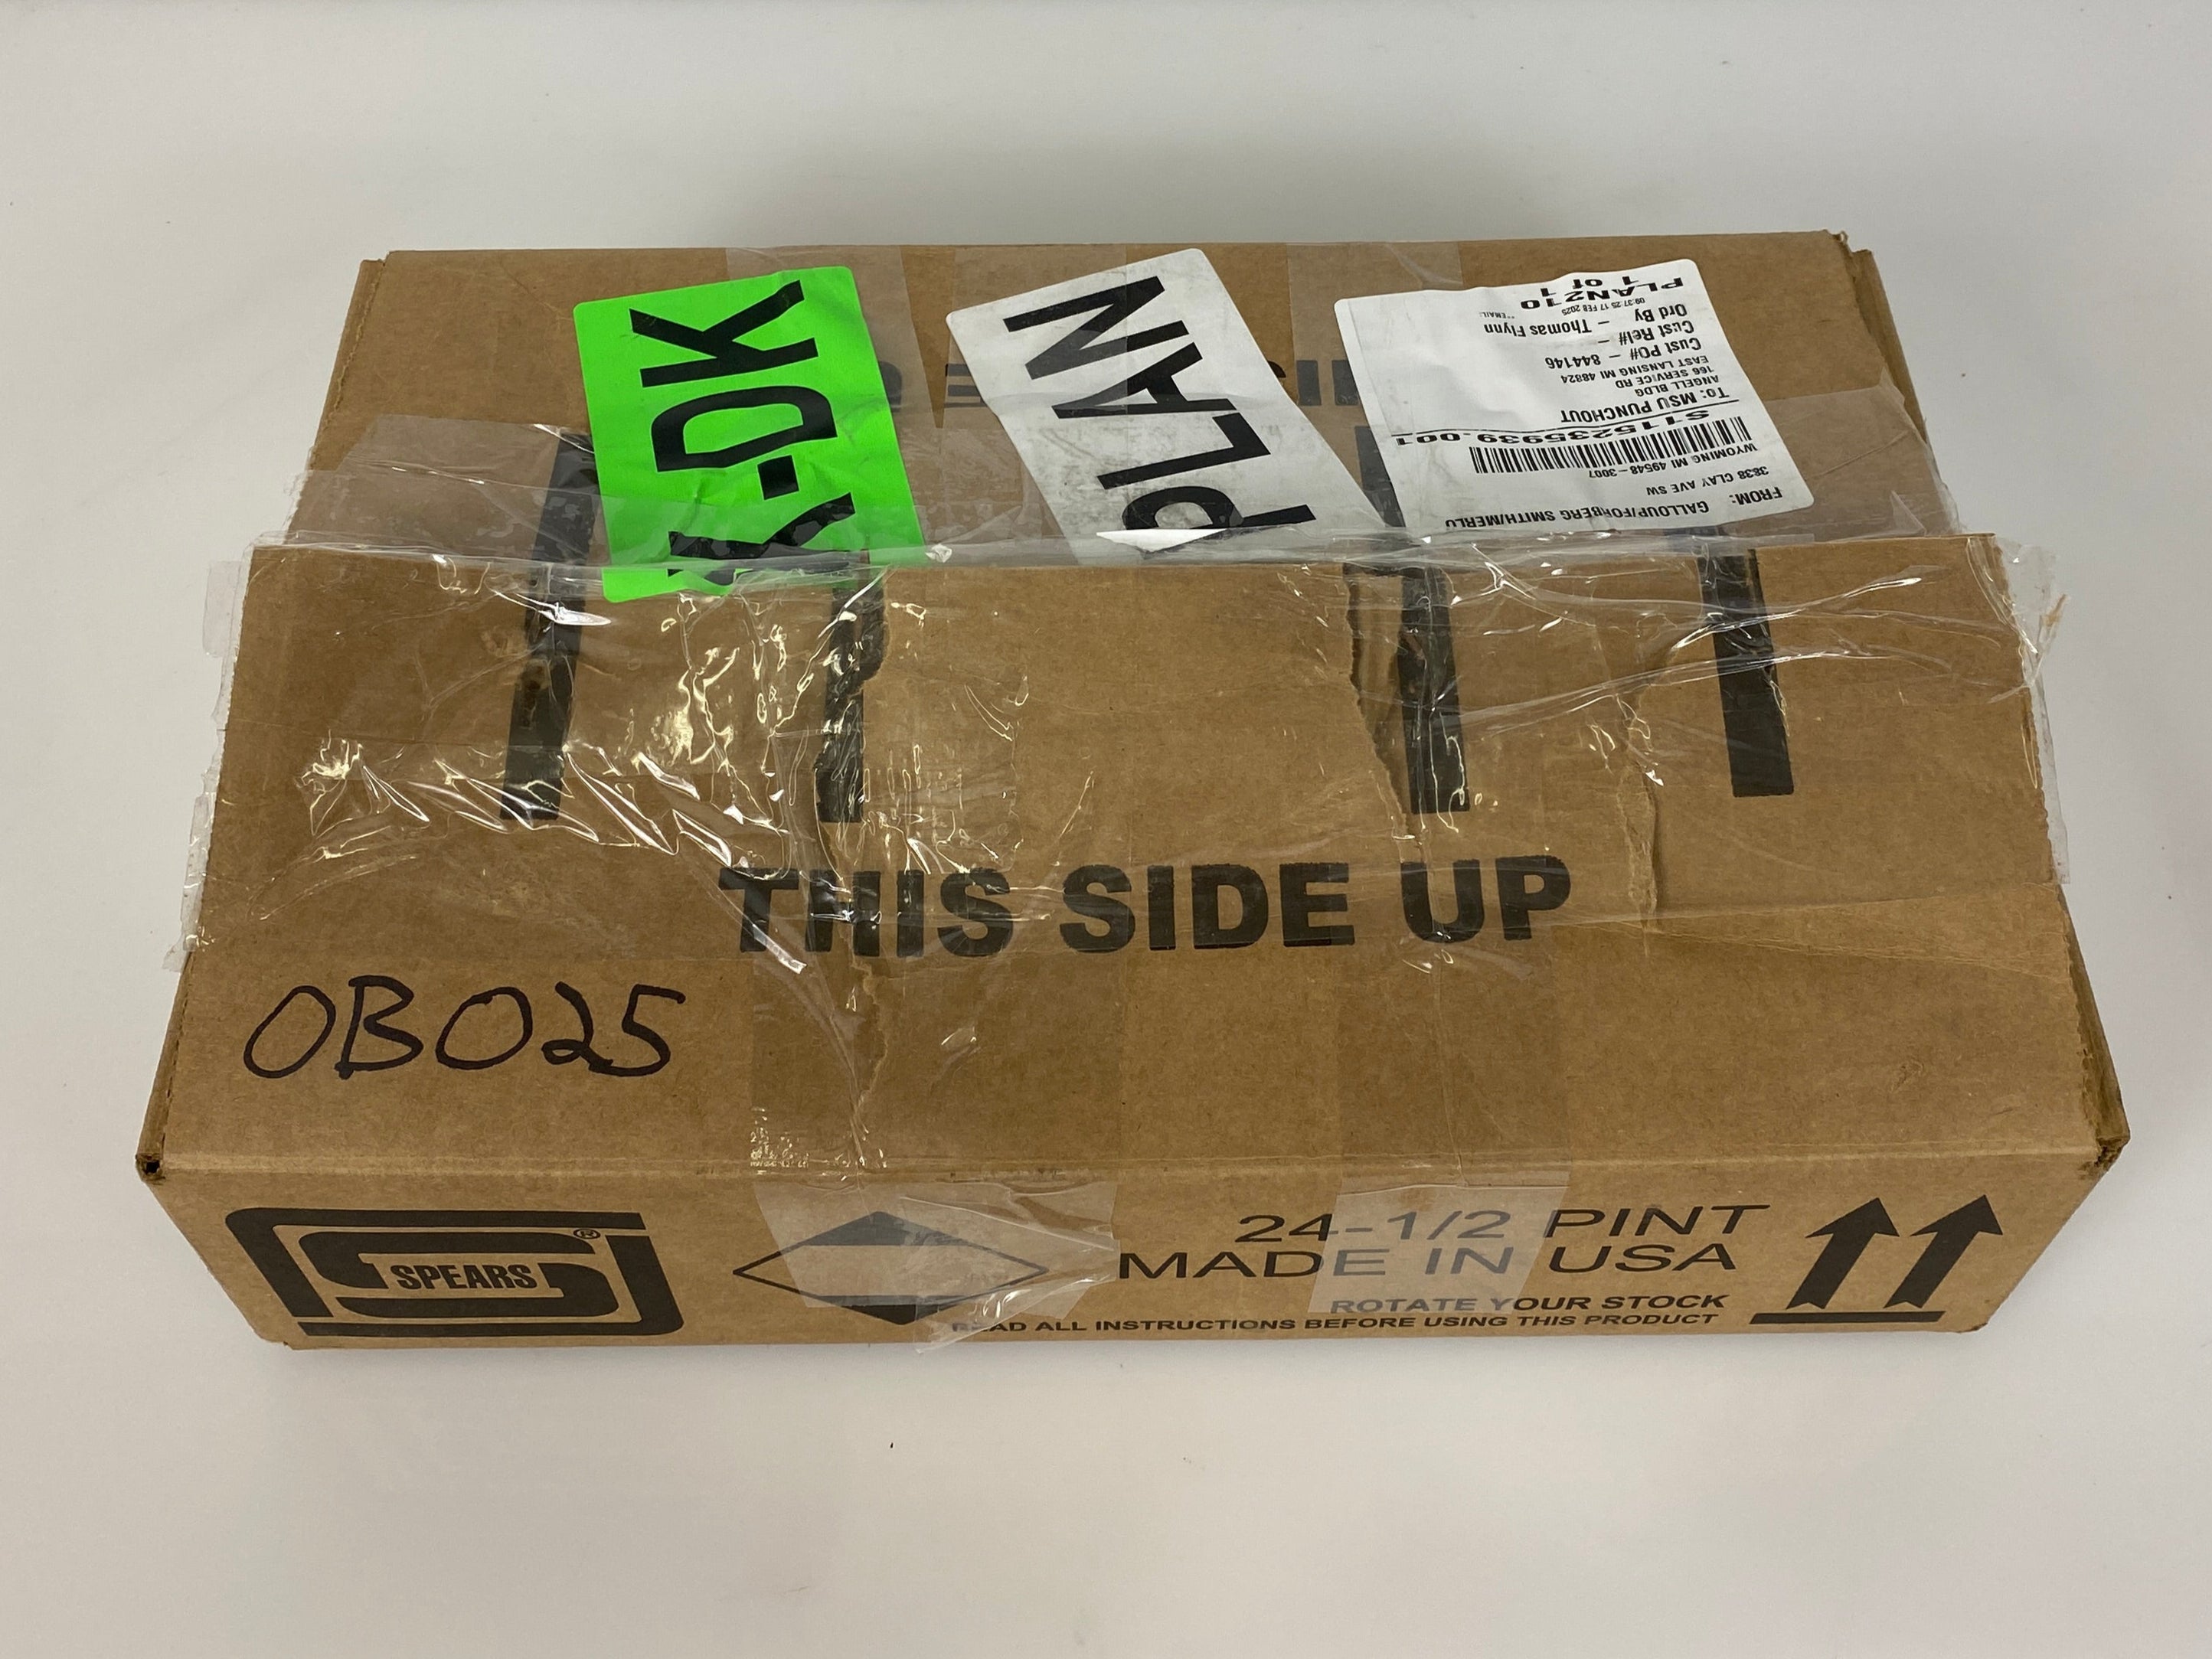 X-DK
PLAN
FROM: GALLOUP/FORBERG SMITH/MERLO
3838 CLAY AVE SW
WYOMING MI 49548-3007
S115235939.001
To: MSU PUNCHOUT
ANGELL BLDG
166 SERVICE RD
EAST LANSING MI 48824
Cust PO# - 844146
Cust Rel# -
Ord By - Thomas Flynn
09:37:25 17 FEB 2025 **EMAIL:
PLAN210
1 of 1
THIS SIDE UP
OBO25
SPEARS®
24-1/2 PINT
MADE IN USA
ROTATE YOUR STOCK
READ ALL INSTRUCTIONS BEFORE USING THIS PRODUCT